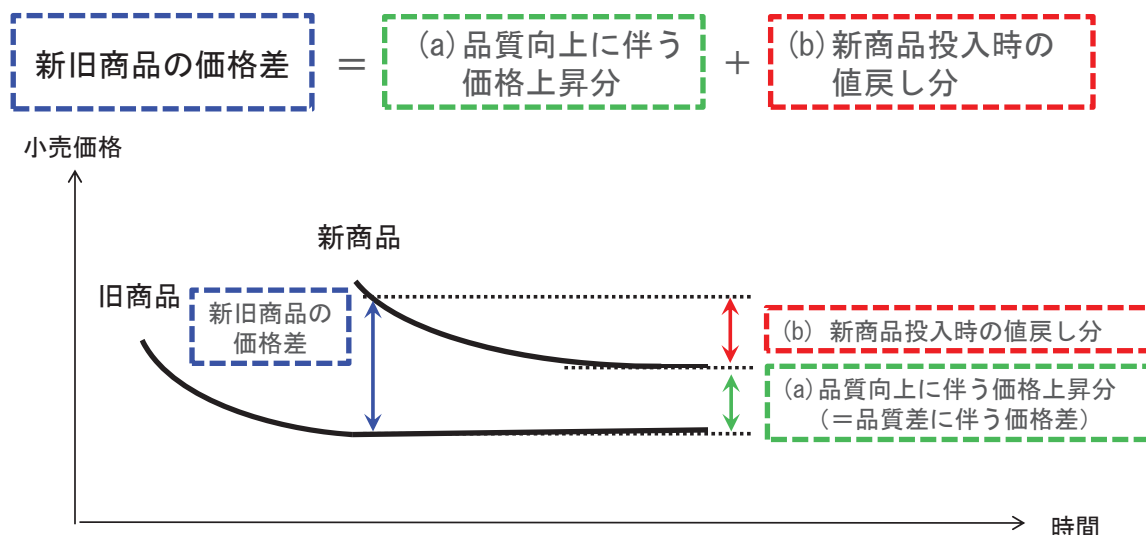 新旧商品の価格差
＝
(a)品質向上に伴う
価格上昇分
＋
(b)新商品投入時の
値戻し分
小売価格
新商品
旧商品
新旧商品の
価格差
(b) 新商品投入時の値戻し分
(a)品質向上に伴う価格上昇分
（＝品質差に伴う価格差）
時間